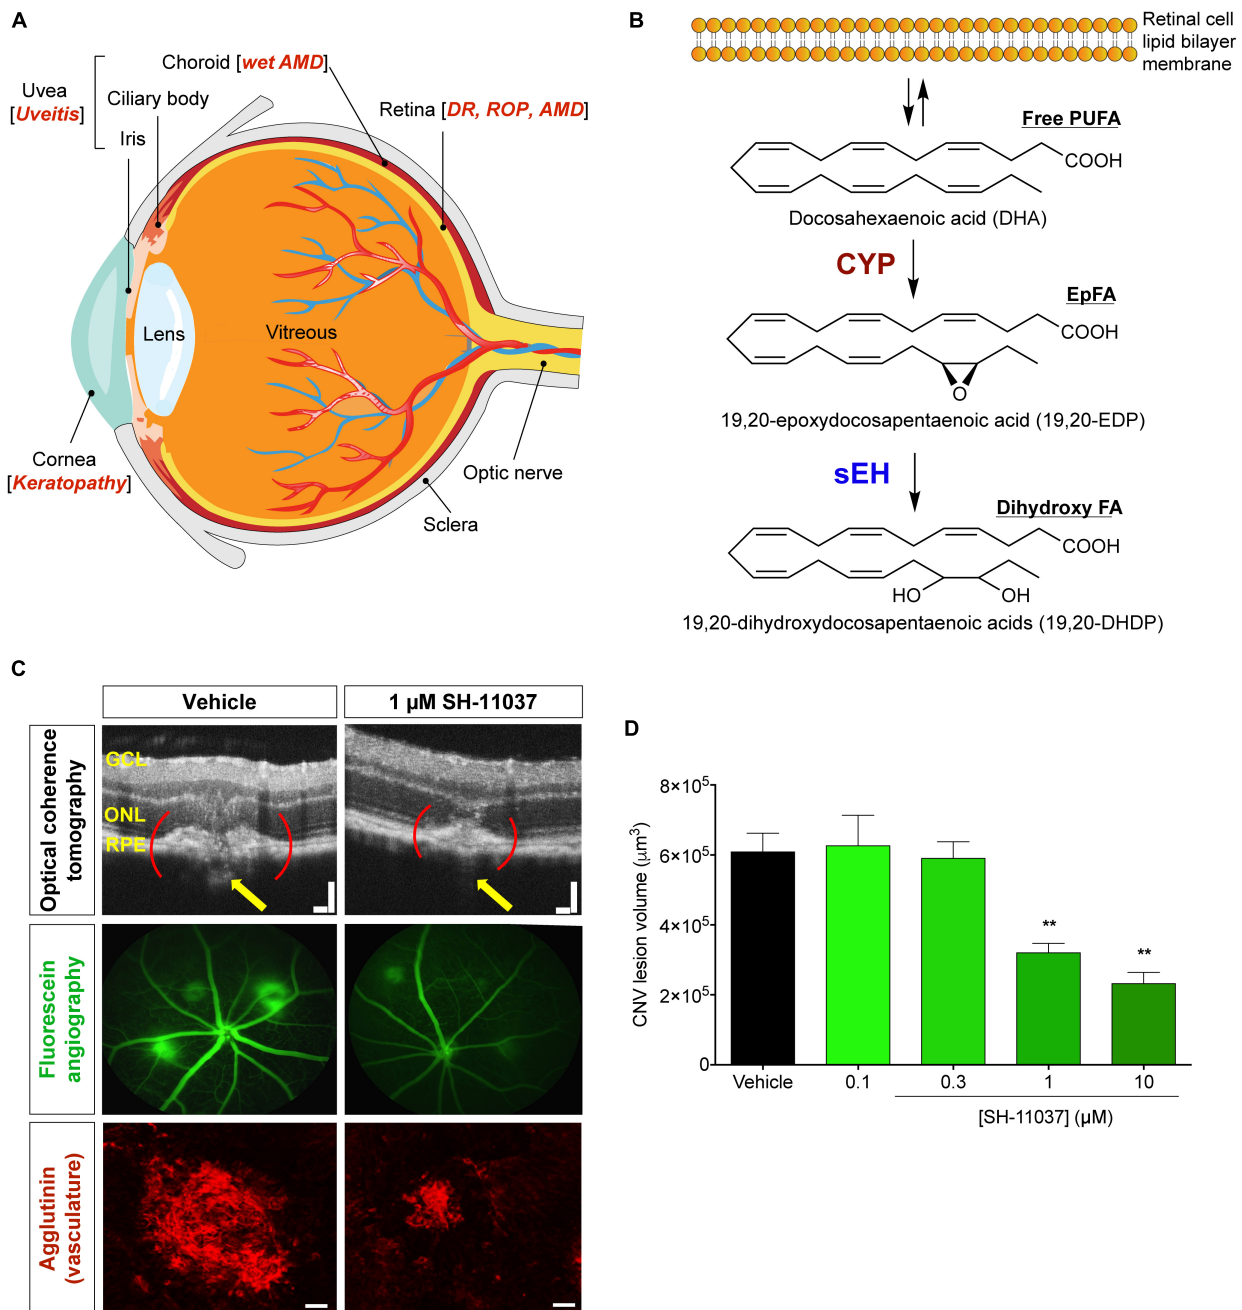 A
Choroid [wet AMD]
Uvea
[Uveitis]
Ciliary body
Iris
Retina [DR, ROP, AMD]
Lens
Vitreous
Cornea
[Keratopathy]
Optic nerve
Sclera
B
Retinal cell
lipid bilayer
membrane
Free PUFA
COOH
Docosahexaenoic acid (DHA)
CYP
EpFA
COOH
O
19,20-epoxydocosapentaenoic acid (19,20-EDP)
sEH
Dihydroxy FA
COOH
HO
OH
19,20-dihydroxydocosapentaenoic acids (19,20-DHDP)
C
Vehicle
1 µM SH-11037
Optical coherence
tomography
GCL
ONL
RPE
Fluorescein
angiography
Agglutinin
(vasculature)
D
CNV lesion volume (µm³)
8×10⁵
6×10⁵
4×10⁵
2×10⁵
0
**
**
Vehicle
0.1
0.3
1
10
[SH-11037] (µM)